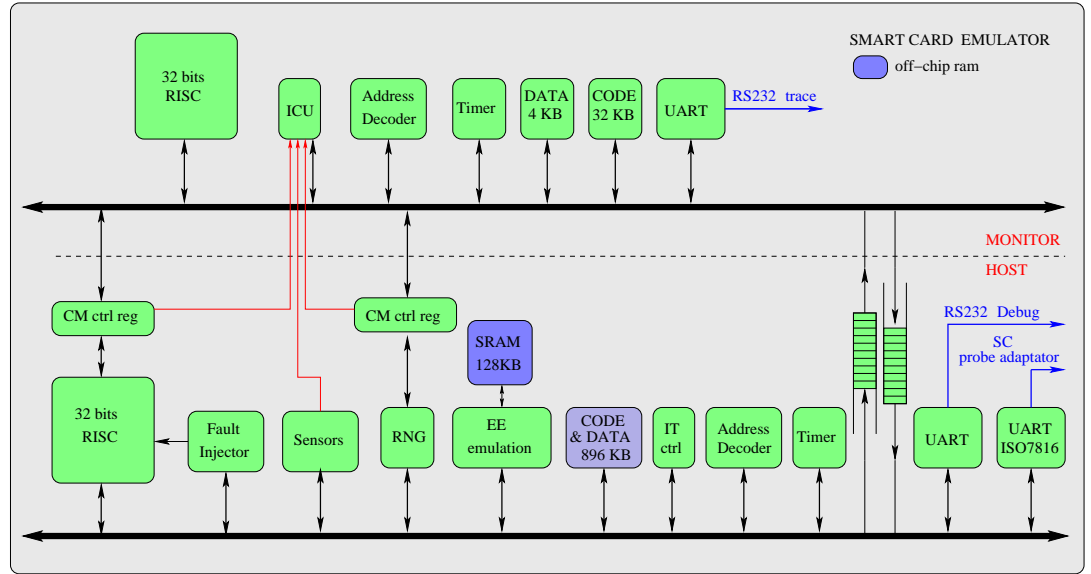 SMART CARD EMULATOR
off-chip ram
32 bits
RISC
ICU
Address
Decoder
Timer
DATA
4 KB
CODE
32 KB
UART
RS232 trace
MONITOR
HOST
CM ctrl reg
CM ctrl reg
SRAM
128KB
RS232 Debug
SC
probe adaptator
32 bits
RISC
Fault
Injector
Sensors
RNG
EE
emulation
CODE
& DATA
896 KB
IT
ctrl
Address
Decoder
Timer
UART
UART
ISO7816